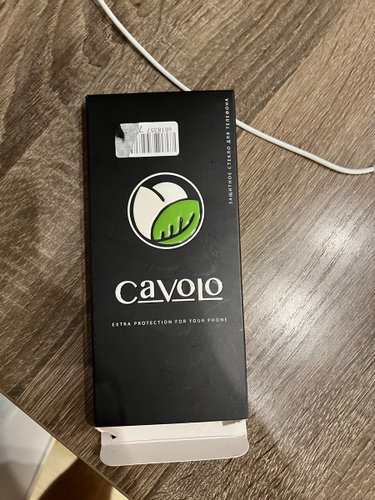 CAVOLO
EXTRA PROTECTION FOR YOUR PHONE
ЗАЩИТНОЕ СТЕКЛО ДЛЯ ТЕЛЕФОНА